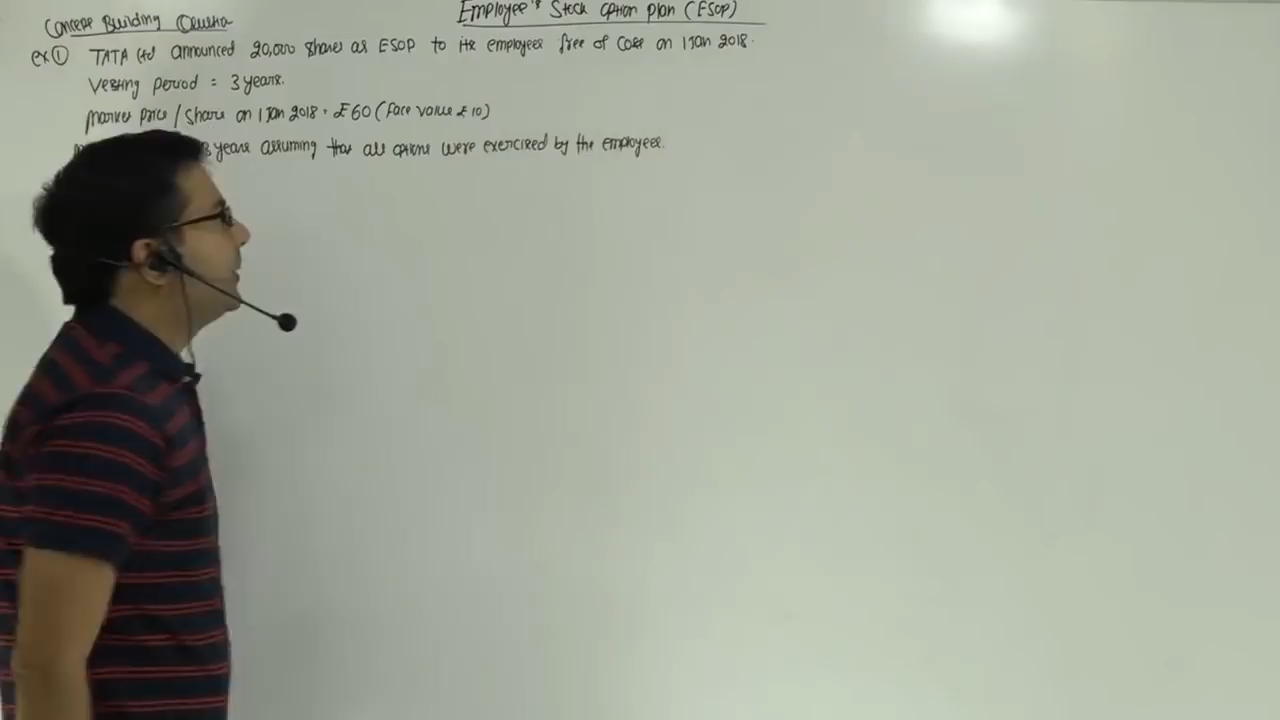 Employee's Stock Option Plan (ESOP)
Concept Building Question
ex① TATA Ltd announced 20,000 shares as ESOP to its employees free of Cost on 1 Jan 2018.
Vesting period = 3 years.
Market price / Share on 1 Jan 2018 = ₹60 (Face value ₹10)
3 years assuming that all options were exercised by the employees.